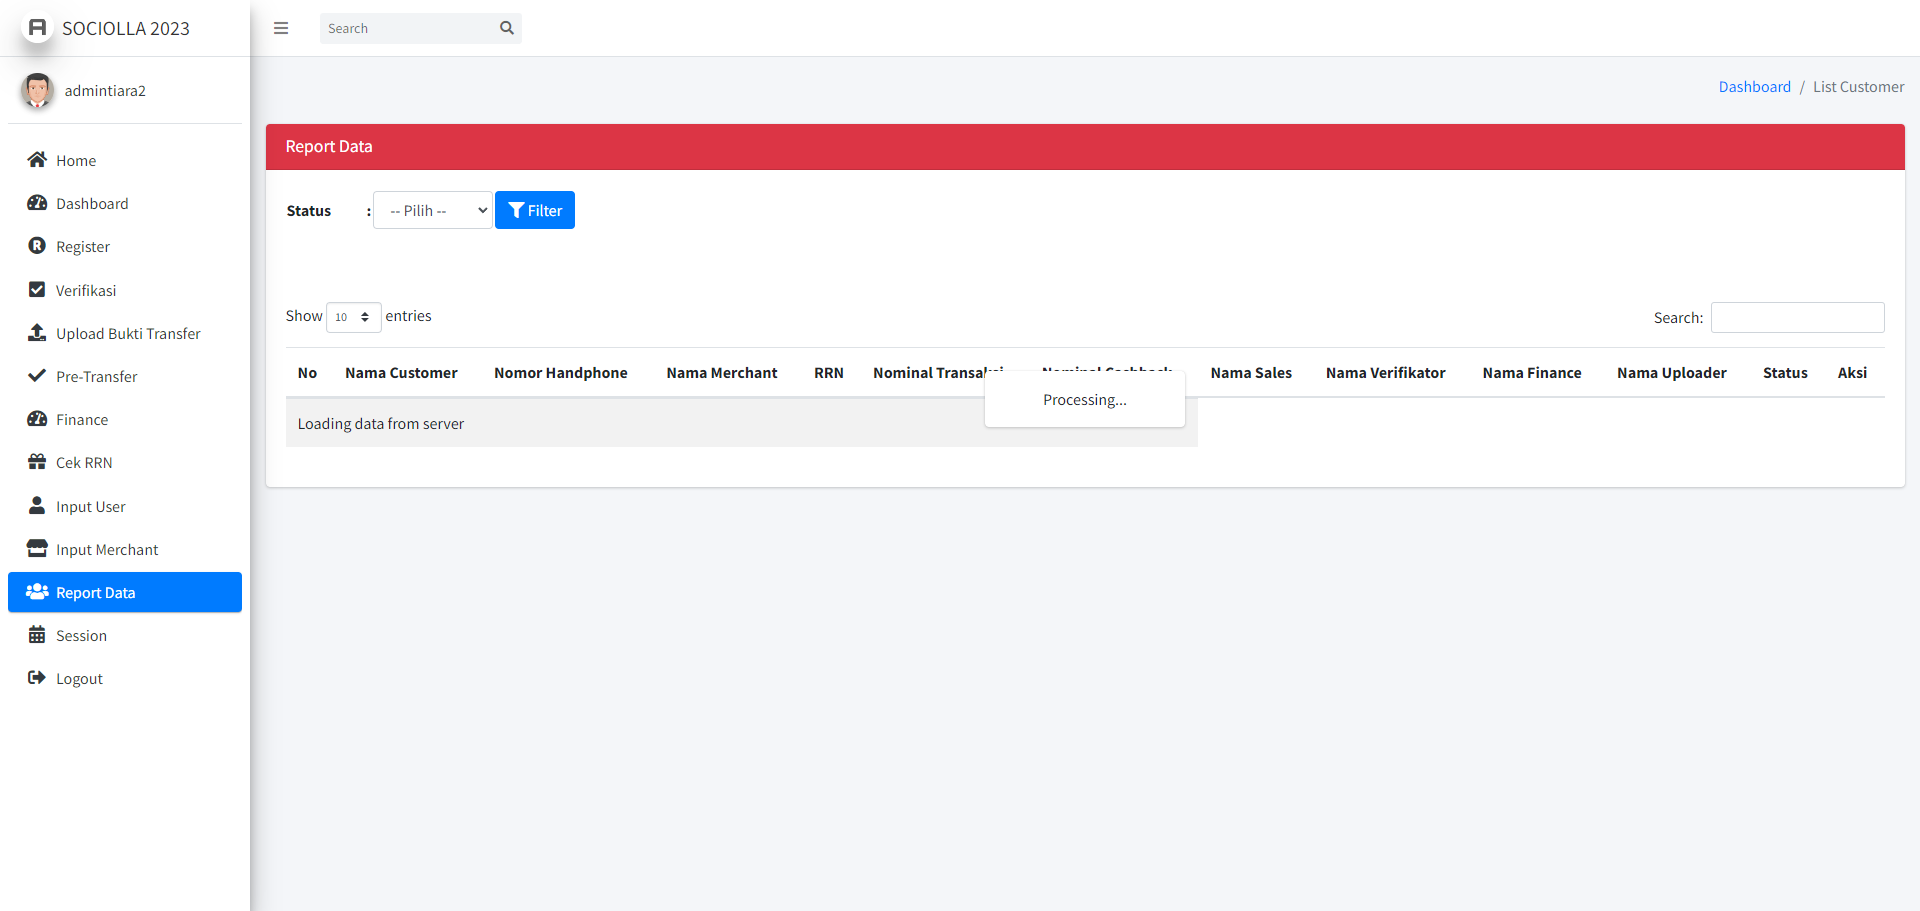 SOCIOLLA 2023
Search
admintiara2
Dashboard / List Customer
Home
Dashboard
Register
Verifikasi
Upload Bukti Transfer
Pre-Transfer
Finance
Cek RRN
Input User
Input Merchant
Report Data
Session
Logout
Report Data
Status : -- Pilih -- Filter
Show 10 entries
Search:
No Nama Customer Nomor Handphone Nama Merchant RRN Nominal Transaksi Nominal Cashback Nama Sales Nama Verifikator Nama Finance Nama Uploader Status Aksi
Processing...
Loading data from server